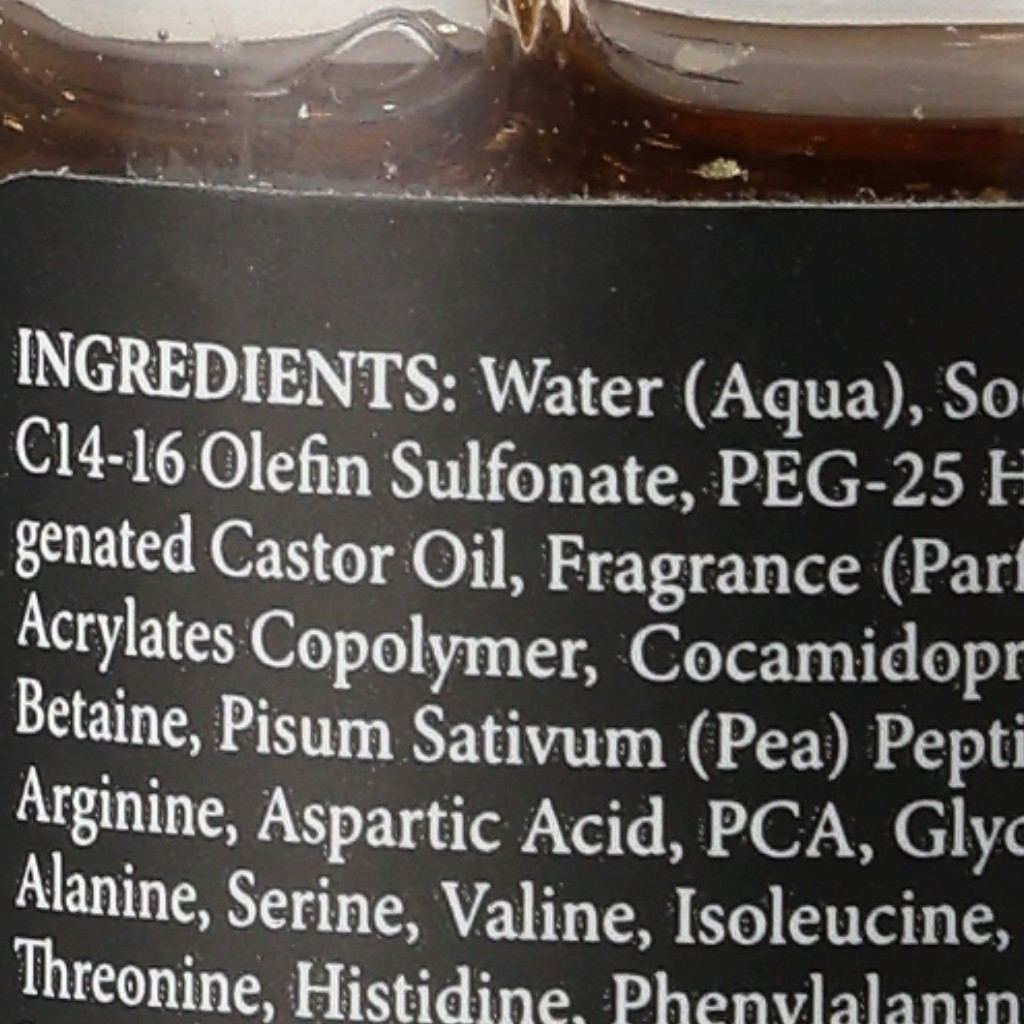 INGREDIENTS: Water (Aqua),
C14-16 Olefin Sulfonate, PEG-25
genated Castor Oil, Fragrance
Acrylates Copolymer,
Betaine, Pisum Sativum (Pea)
Arginine, Aspartic Acid, PCA,
Alanine, Serine, Valine, Isoleucine,
Threonine, Histidine,